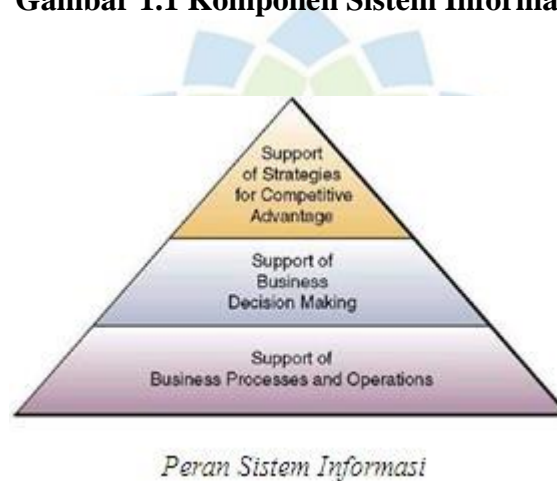 Gambar 1.1 Komponen Sistem Informa
Support
of Strategies
for Competitive
Advantage
Support of
Business
Decision Making
Support of
Business Processes and Operations
Peran Sistem Informasi